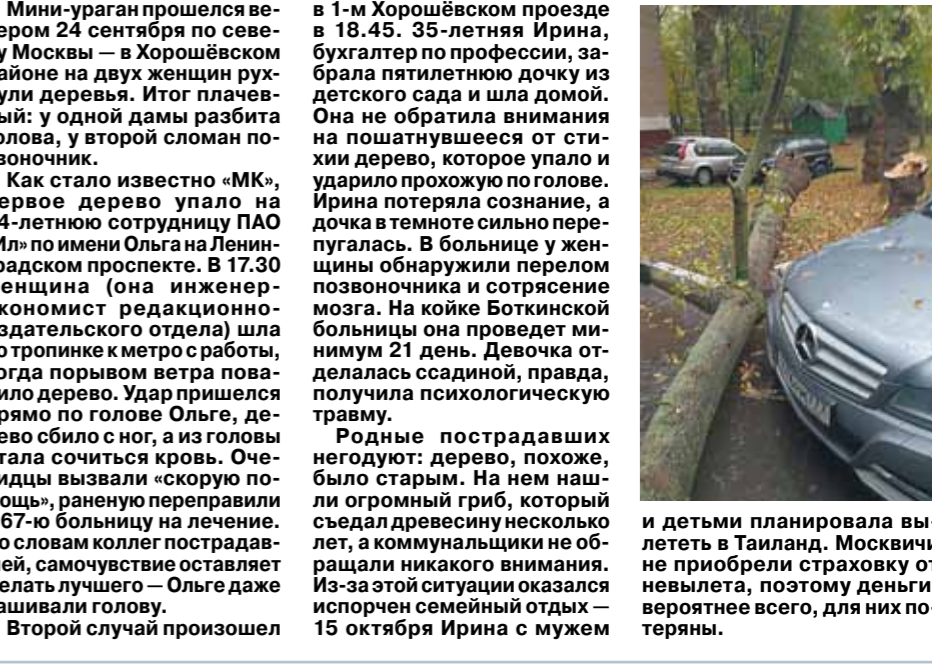 Мини-ураган прошелся ве-
ером 24 сентября по севе-
у Москвы — в Хорошёвском
айоне на двух женщин рух-
ули деревья. Итог плачев-
ый: у одной дамы разбита
олова, у второй сломан по-
воночник.
Как стало известно «МК»,
ервое дерево упало на
4-летнюю сотрудницу ПАО
Ил» по имени Ольга на Ленин-
радском проспекте. В 17.30
енщина (она инженер-
кономист редакционно-
здательского отдела) шла
о тропинке к метро с работы,
огда порывом ветра пова-
ило дерево. Удар пришелся
рямо по голове Ольге, де-
ево сбило с ног, а из головы
тала сочиться кровь. Оче-
идцы вызвали «скорую по-
ощь», раненую переправили
67-ю больницу на лечение.
о словам коллег пострадав-
ей, самочувствие оставляет
елать лучшего — Ольге даже
ашивали голову.
Второй случай произошел
в 1-м Хорошёвском проезде
в 18.45. 35-летняя Ирина,
бухгалтер по профессии, за-
брала пятилетнюю дочку из
детского сада и шла домой.
Она не обратила внимания
на пошатнувшееся от сти-
хии дерево, которое упало и
ударило прохожую по голове.
Ирина потеряла сознание, а
дочка в темноте сильно пере-
пугалась. В больнице у жен-
щины обнаружили перелом
позвоночника и сотрясение
мозга. На койке Боткинской
больницы она проведет ми-
нимум 21 день. Девочка от-
делалась ссадиной, правда,
получила психологическую
травму.
Родные пострадавших
негодуют: дерево, похоже,
было старым. На нем наш-
ли огромный гриб, который
съедал древесину несколько
лет, а коммунальщики не об-
ращали никакого внимания.
Из-за этой ситуации оказался
испорчен семейный отдых —
15 октября Ирина с мужем
и детьми планировала вы-
лететь в Таиланд. Москвичи
не приобрели страховку от
невылета, поэтому деньги
вероятнее всего, для них по-
теряны.